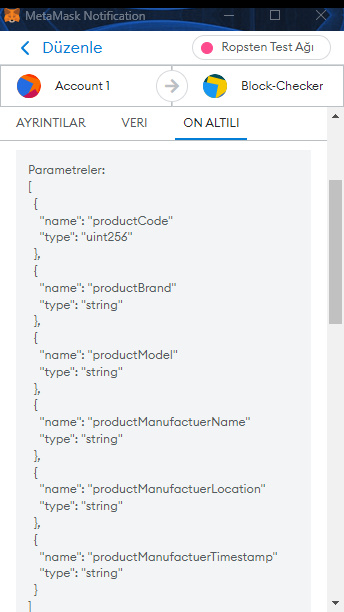 MetaMask Notification
Düzenle
Ropsten Test Ağı
Account 1
Block-Checker
AYRINTILAR VERİ ON ALTILI
Parametreler:
[
{
"name": "productCode"
"type": "uint256"
},
{
"name": "productBrand"
"type": "string"
},
{
"name": "productModel"
"type": "string"
},
{
"name": "productManufactuerName"
"type": "string"
},
{
"name": "productManufactuerLocation"
"type": "string"
},
{
"name": "productManufactuerTimestamp"
"type": "string"
}
]